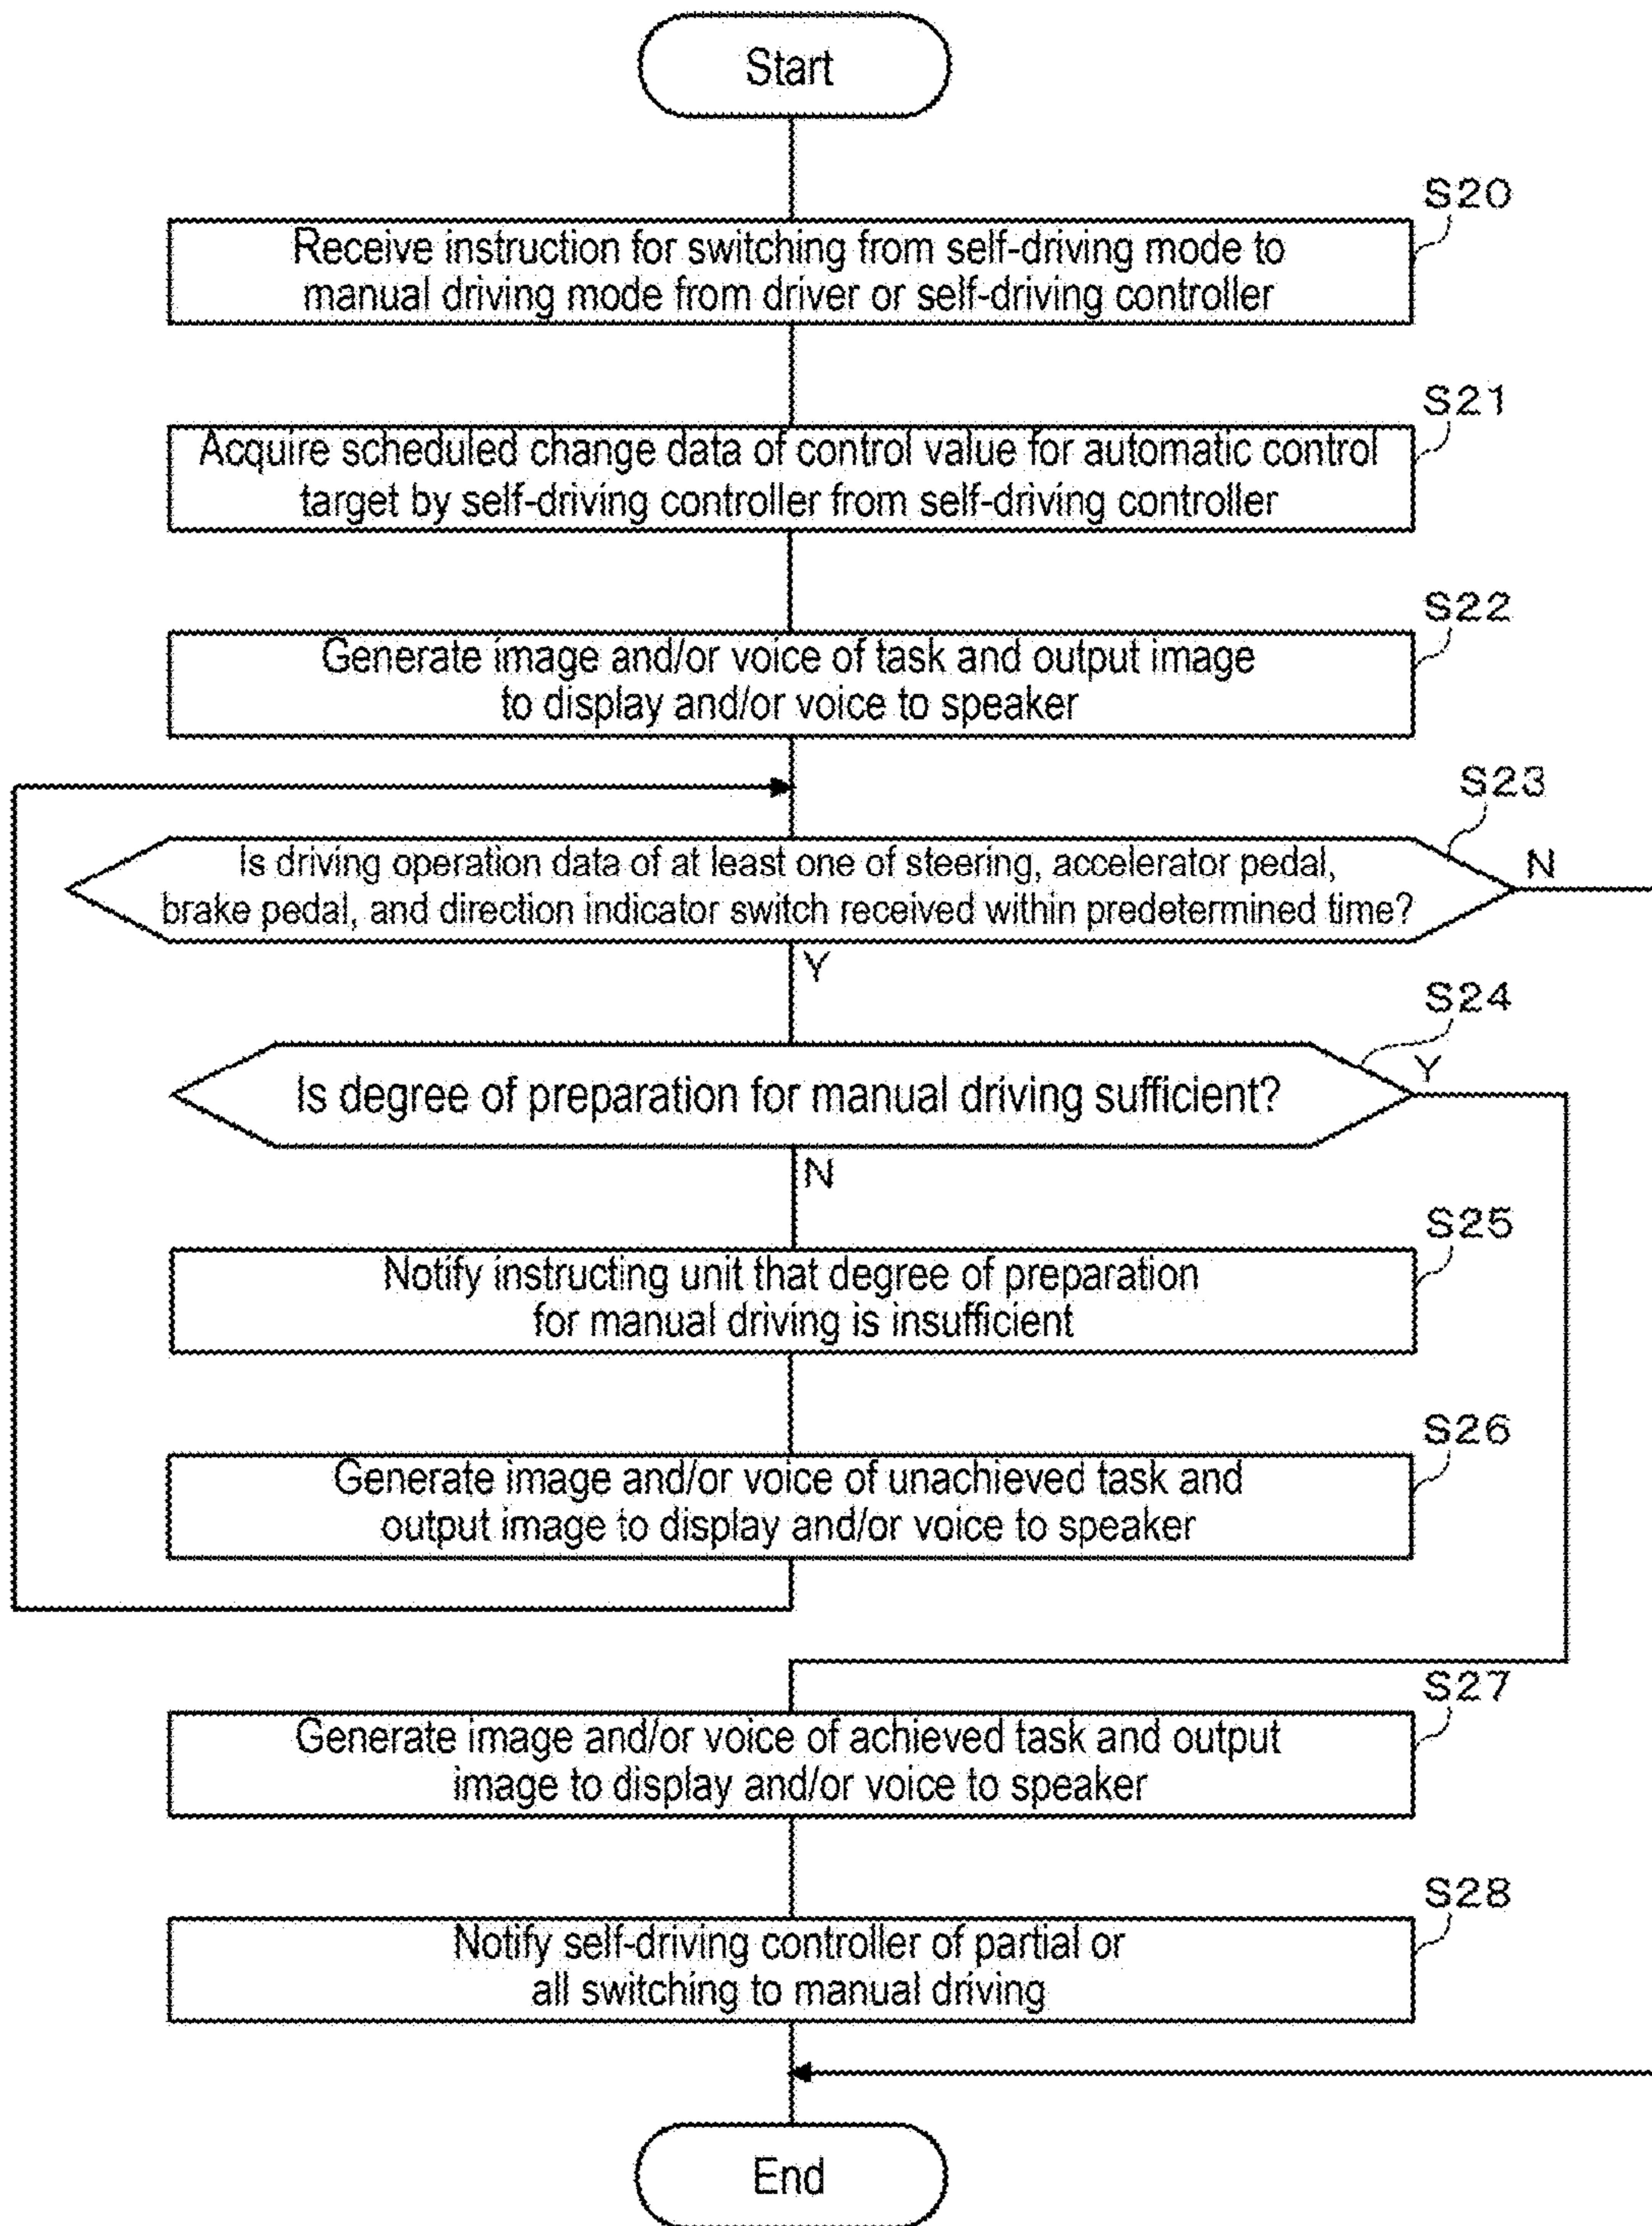 Start
S20
Receive instruction for switching from self-driving mode to
manual driving mode from driver or self-driving controller
S21
Acquire scheduled change data of control value for automatic control
target by self-driving controller from self-driving controller
S22
Generate image and/or voice of task and output image
to display and/or voice to speaker
S23
Is driving operation data of at least one of steering, accelerator pedal,
brake pedal, and direction indicator switch received within predetermined time?
N
Y
S24
Is degree of preparation for manual driving sufficient?
Y
N
S25
Notify instructing unit that degree of preparation
for manual driving is insufficient
S26
Generate image and/or voice of unachieved task and
output image to display and/or voice to speaker
S27
Generate image and/or voice of achieved task and output
image to display and/or voice to speaker
S28
Notify self-driving controller of partial or
all switching to manual driving
End